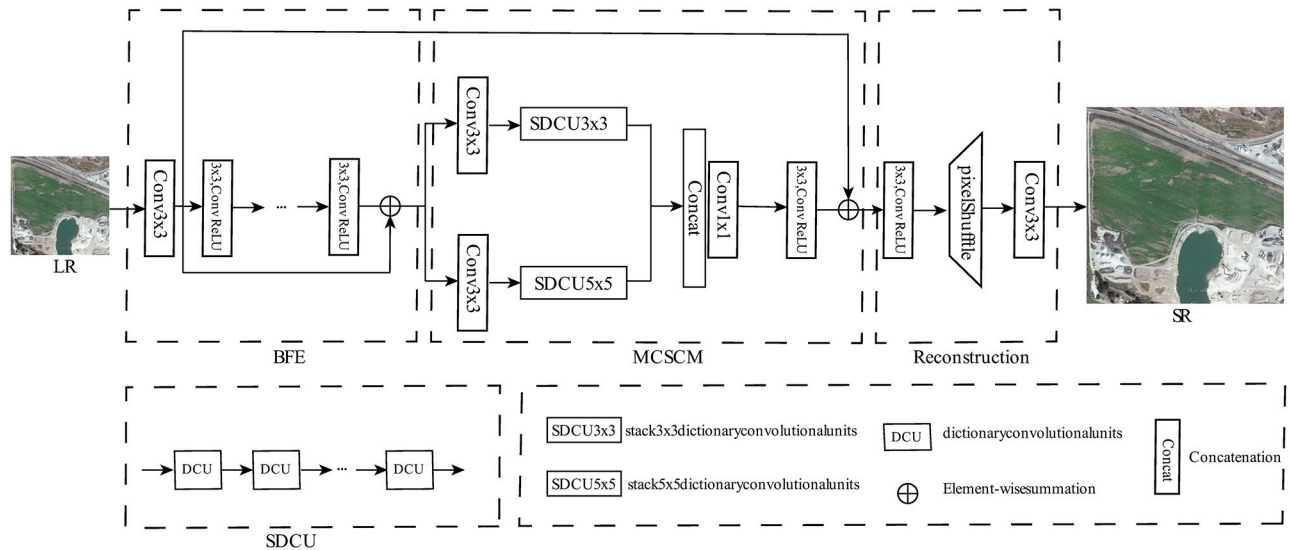 LR
Conv3x3
3x3,Conv
ReLU
...
3x3,Conv
ReLU
BFE
Conv3x3
SDCU3x3
Conv3x3
SDCU5x5
Concat
Conv1x1
3x3,Conv
ReLU
MCSCM
3x3,Conv
ReLU
pixelShufftle
Conv3x3
Reconstruction
SR
DCU
DCU
...
DCU
SDCU
SDCU3x3 stack3x3dictionaryconvolutionalunits
SDCU5x5 stack5x5dictionaryconvolutionalunits
DCU dictionaryconvolutionalunits
Element-wisesummation
Concat Concatenation